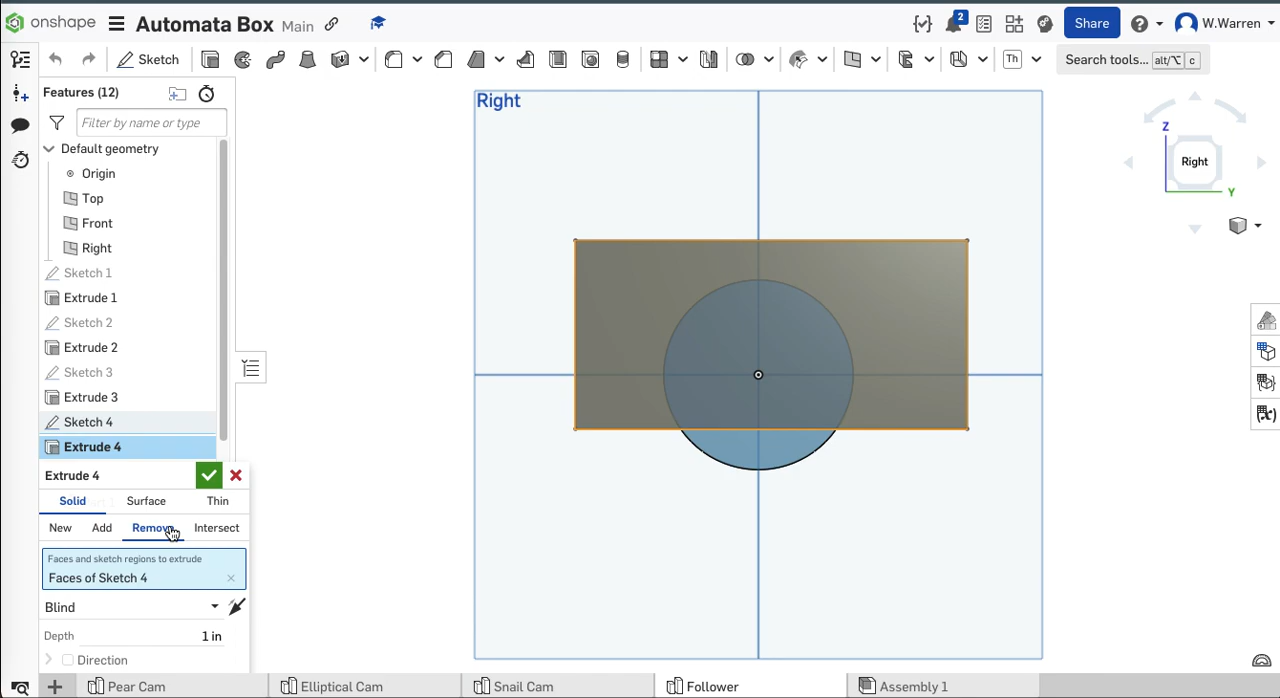 onshape Automata Box Main 2 Share W.Warren
Sketch Th Search tools... alt/⌥ c
Features (12)
Filter by name or type
Default geometry
Origin
Top
Front
Right
Sketch 1
Extrude 1
Sketch 2
Extrude 2
Sketch 3
Extrude 3
Sketch 4
Extrude 4
Extrude 4
Solid Surface Thin
New Add Remove Intersect
Faces and sketch regions to extrude
Faces of Sketch 4
Blind
Depth 1 in
Direction
Right
Z
Right
Y
Pear Cam Elliptical Cam Snail Cam Follower Assembly 1